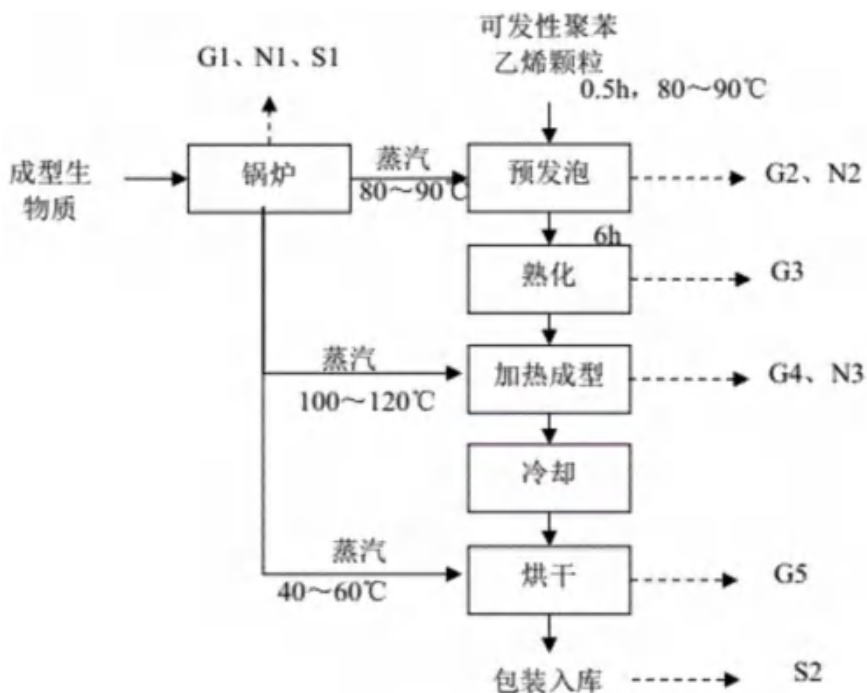 可发性聚苯
乙烯颗粒
G1、N1、S1
0.5h，80～90℃
成型生
物质
锅炉
蒸汽
80～90℃
预发泡
G2、N2
6h
熟化
G3
蒸汽
100～120℃
加热成型
G4、N3
冷却
蒸汽
40～60℃
烘干
G5
包装入库
S2